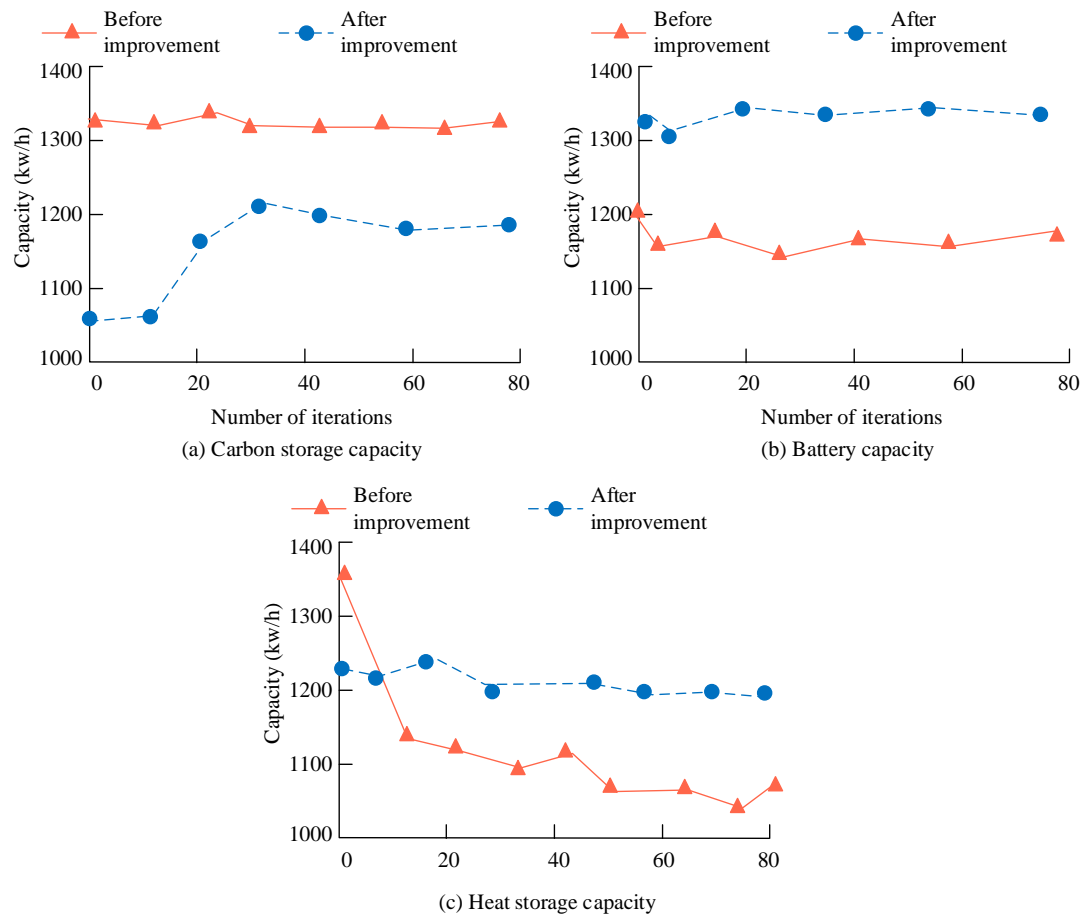 Before improvement
After improvement
Before improvement
After improvement
1400
1300
1200
1100
1000
Capacity (kw/h)
0 20 40 60 80
Number of iterations
(a) Carbon storage capacity
1400
1300
1200
1100
1000
Capacity (kw/h)
0 20 40 60 80
Number of iterations
(b) Battery capacity
Before improvement
After improvement
1400
1300
1200
1100
1000
Capacity (kw/h)
0 20 40 60 80
(c) Heat storage capacity